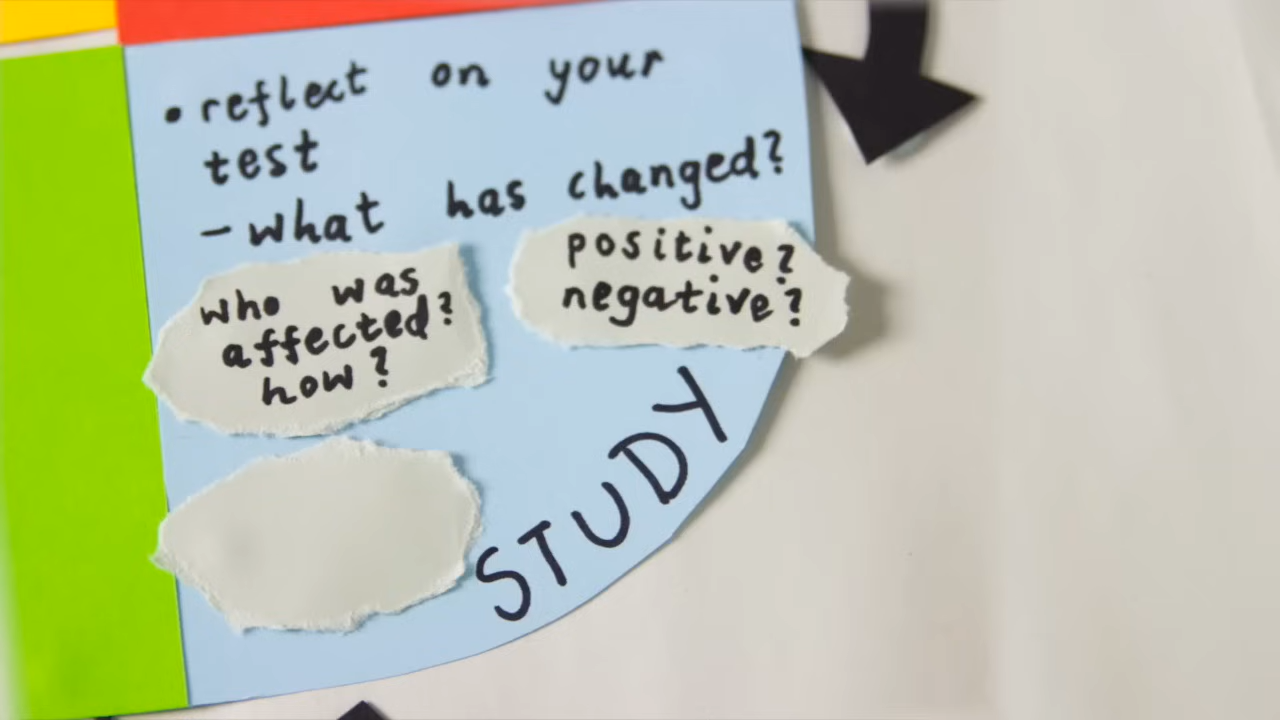 • reflect on your
test
- what has changed?
positive?
negative?
who was
affected?
how?
STUDY